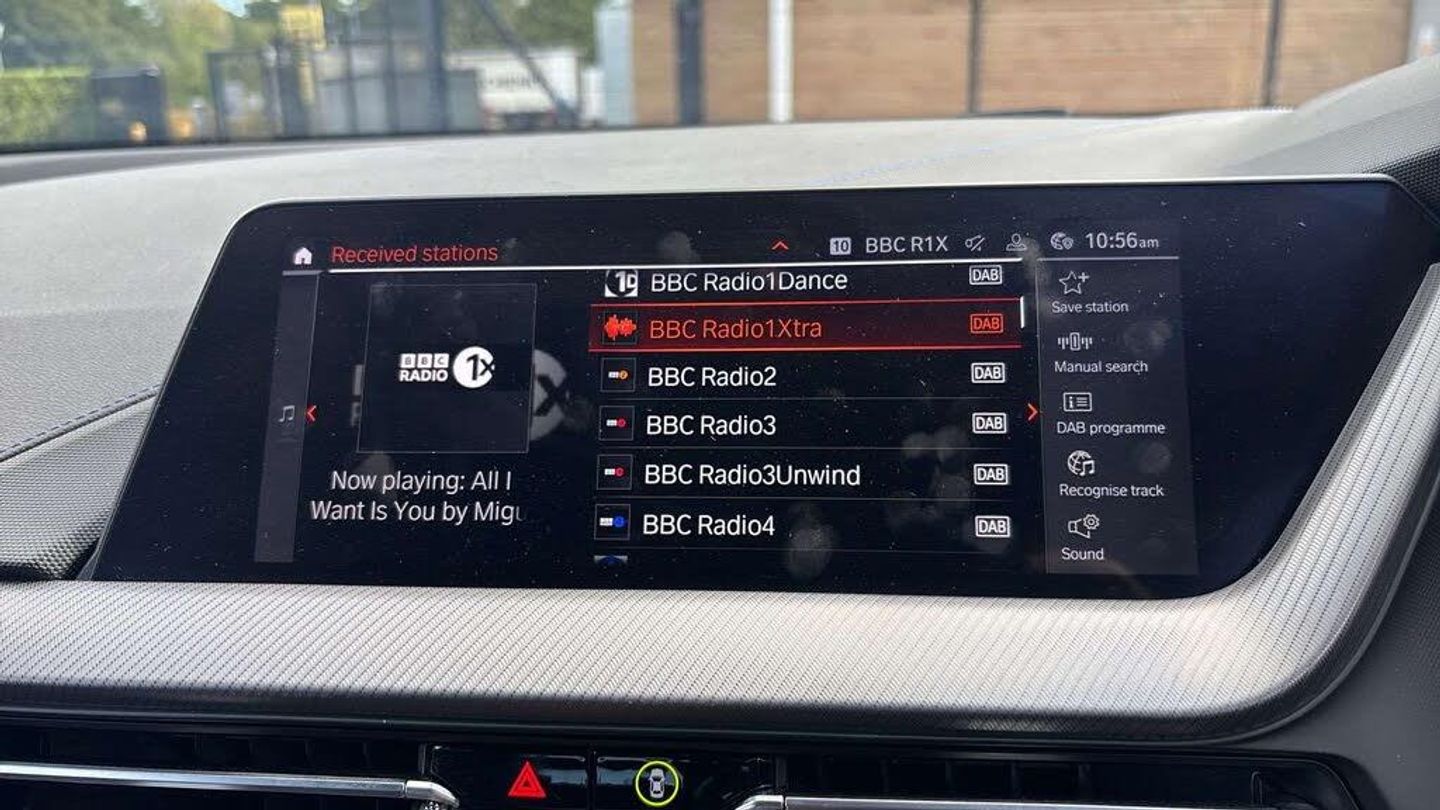 Received stations
10 BBC R1X
10:56am
BBC Radio1Dance DAB
BBC Radio1Xtra DAB
BBC Radio2 DAB
BBC Radio3 DAB
BBC Radio3Unwind DAB
BBC Radio4 DAB
BBC
RADIO 1X
Now playing: All I
Want Is You by Migu
Save station
Manual search
DAB programme
Recognise track
Sound